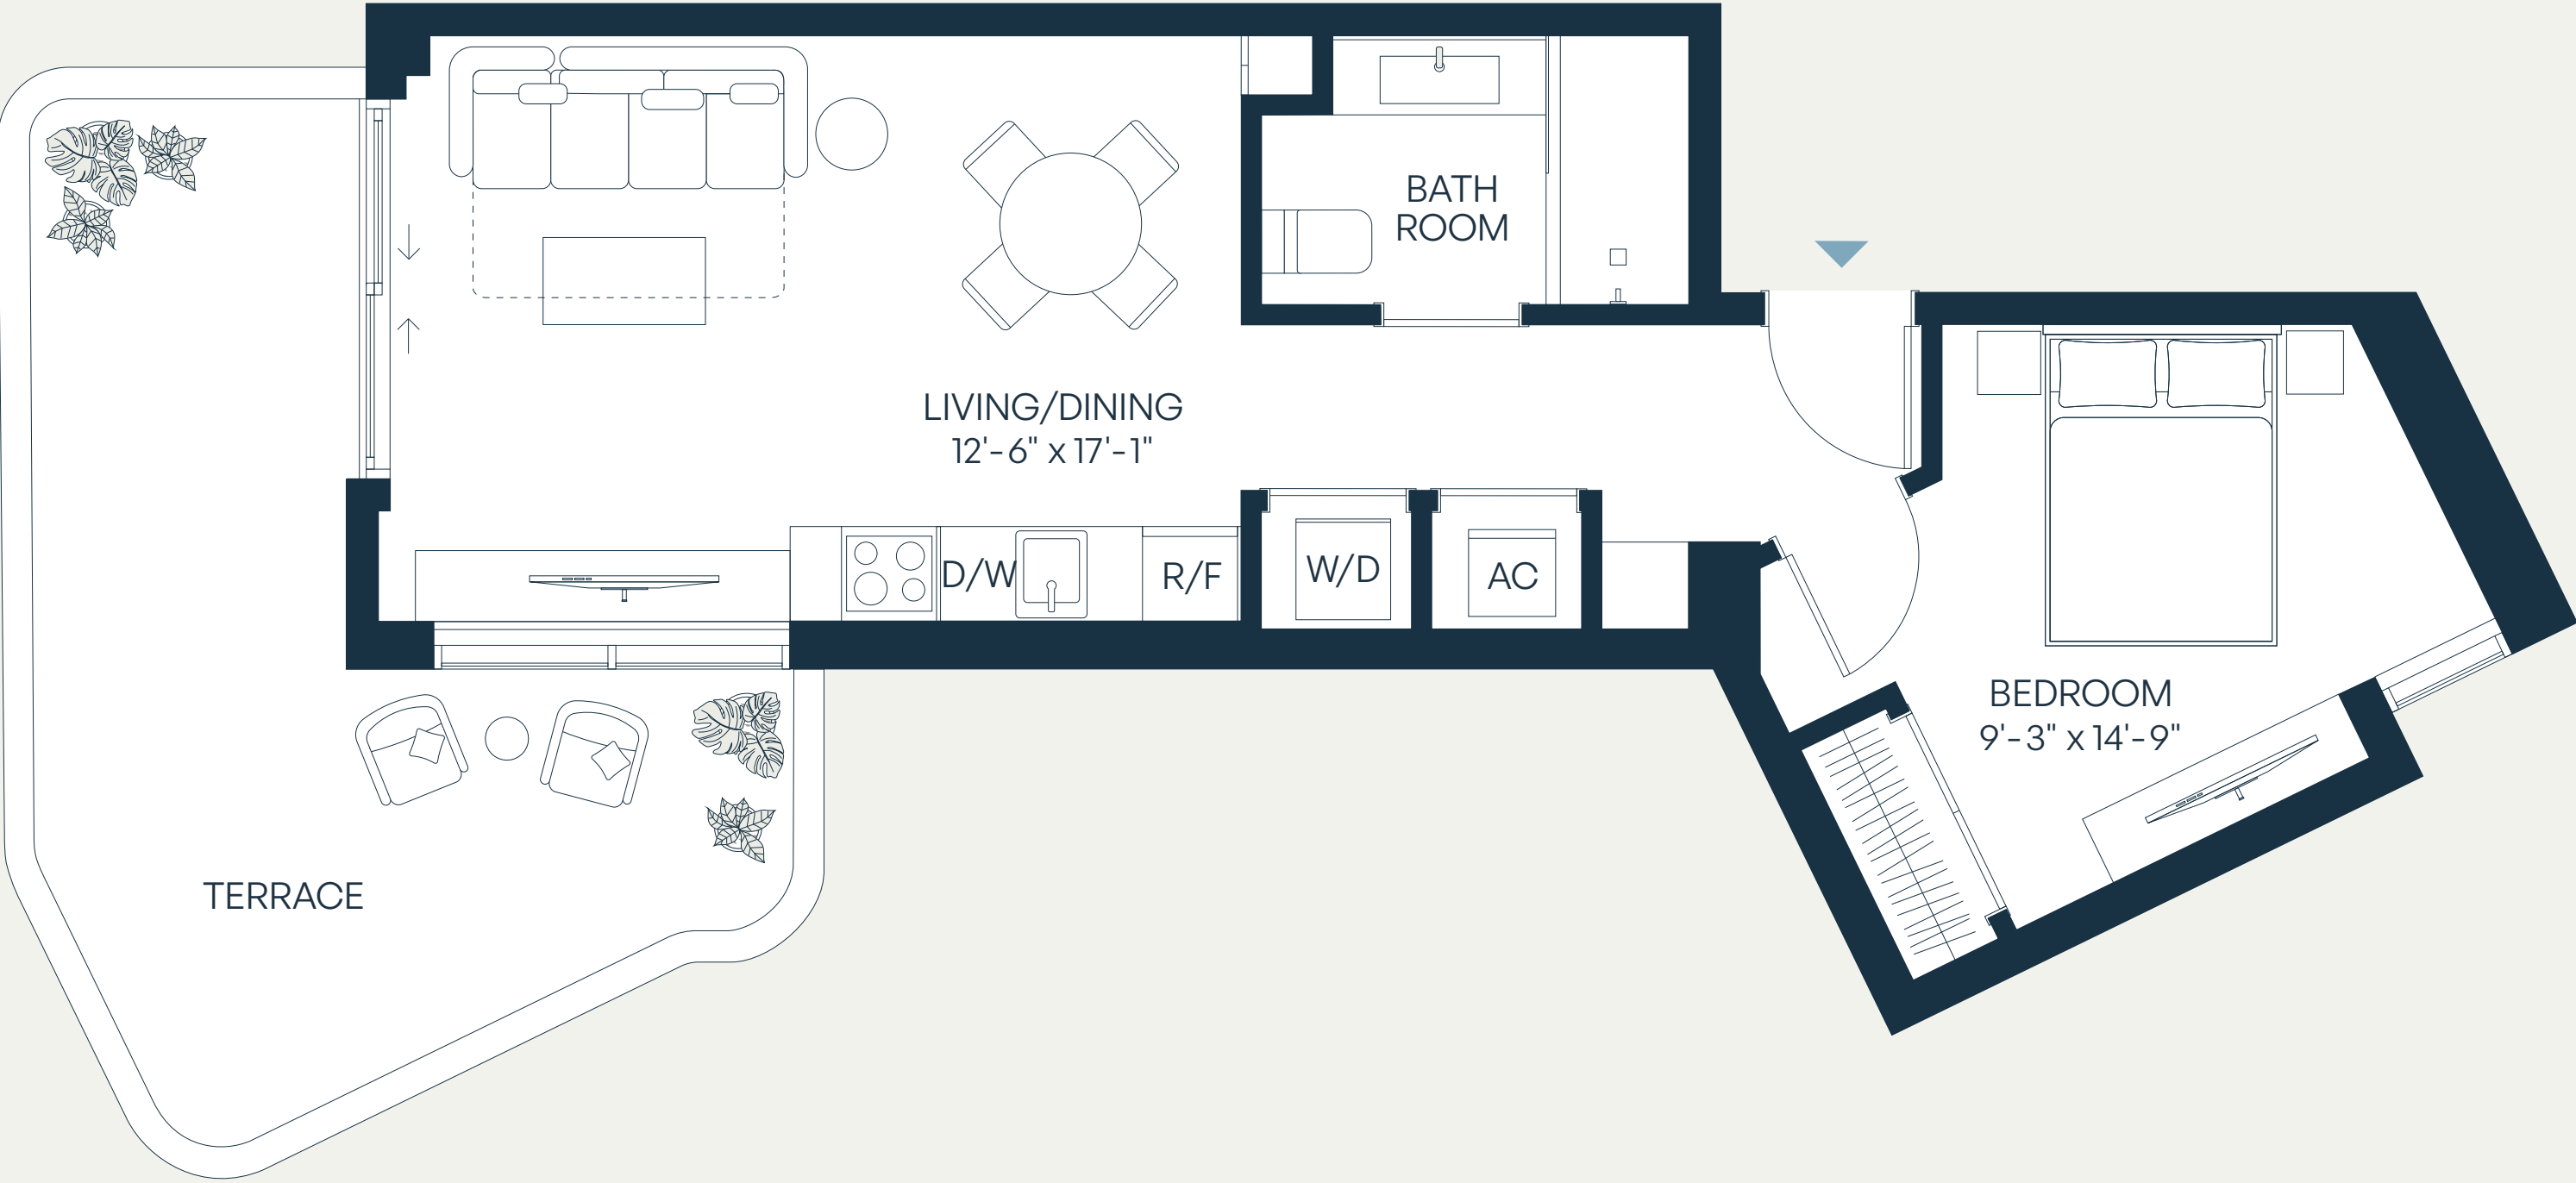 BATH
ROOM
LIVING/DINING
12'-6" x 17'-1"
D/W
R/F
W/D
AC
BEDROOM
9'-3" x 14'-9"
TERRACE